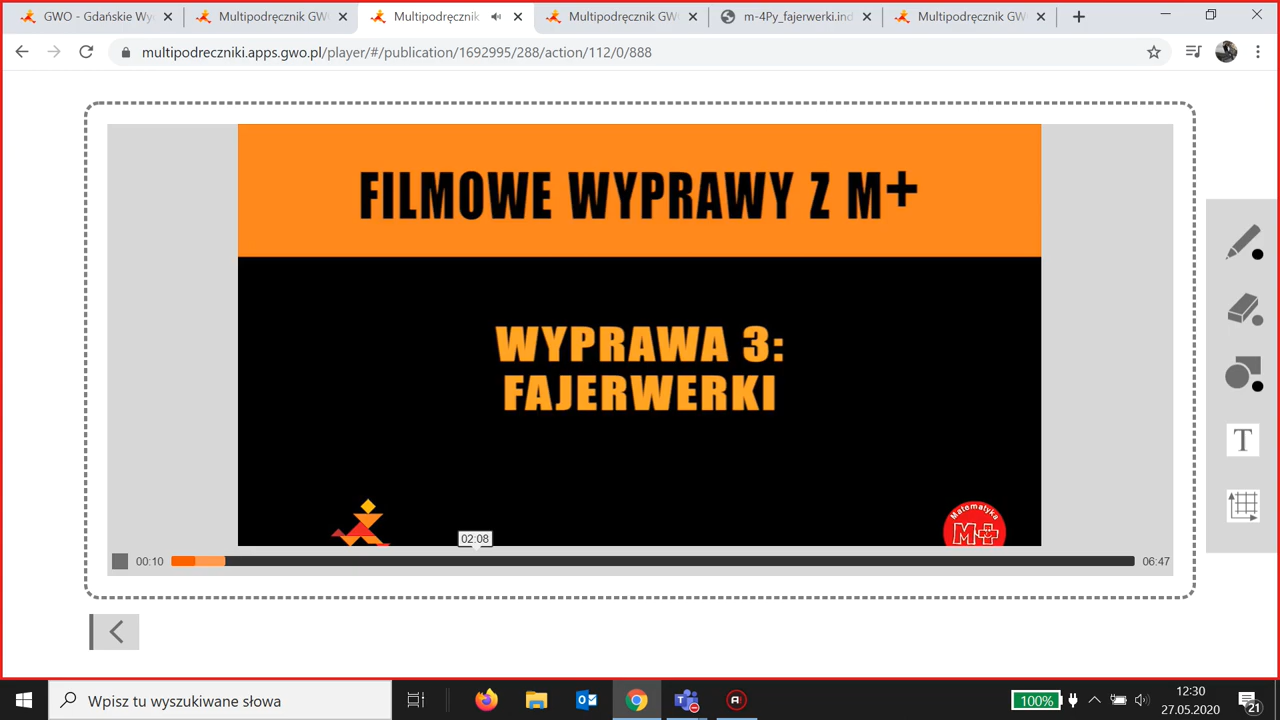 GWO - Gdańskie Wy
Multipodręcznik GW
Multipodręcznik
Multipodręcznik GW
m-4Py_fajerwerki.ind
Multipodręcznik GW
multipodreczniki.apps.gwo.pl/player/#/publication/1692995/288/action/112/0/888
FILMOWE WYPRAWY Z M+
WYPRAWA 3:
FAJERWERKI
Matematyka
M+
02:08
00:10
06:47
T
Wpisz tu wyszukiwane słowa
100%
12:30
27.05.2020
21